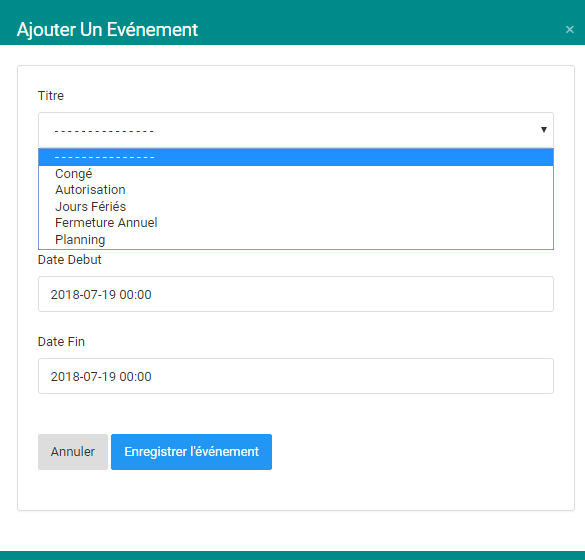 Ajouter Un Evénement ×
Titre
---------------
---------------
Congé
Autorisation
Jours Fériés
Fermeture Annuel
Planning
Date Debut
2018-07-19 00:00
Date Fin
2018-07-19 00:00
Annuler Enregistrer l'événement